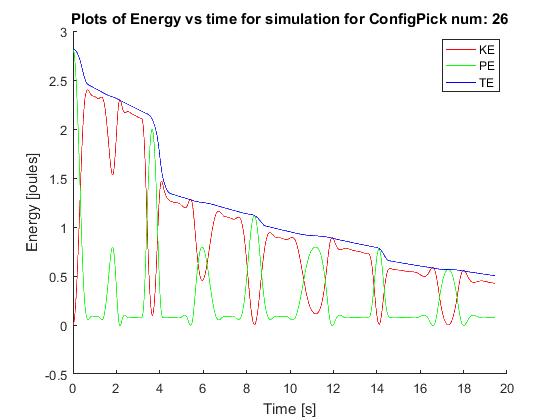 Plots of Energy vs time for simulation for ConfigPick num: 26
KE
PE
TE
Energy [joules]
3
2.5
2
1.5
1
0.5
0
-0.5
0 2 4 6 8 10 12 14 16 18 20
Time [s]